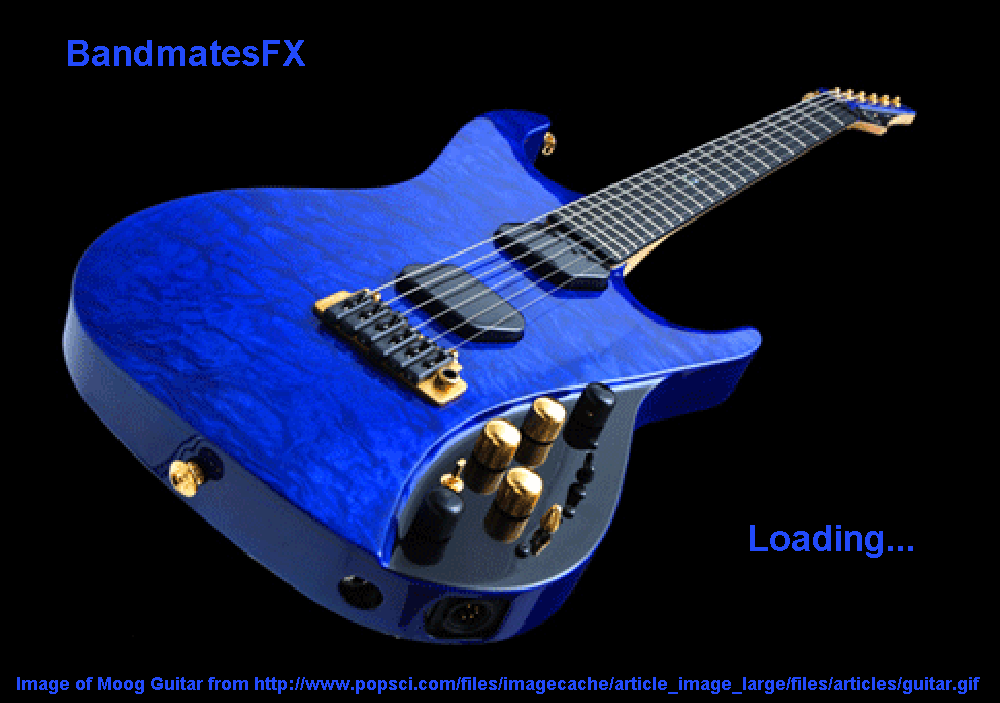 BandmatesFX
Loading...
Image of Moog Guitar from http://www.popsci.com/files/imagecache/article_image_large/files/articles/guitar.gif